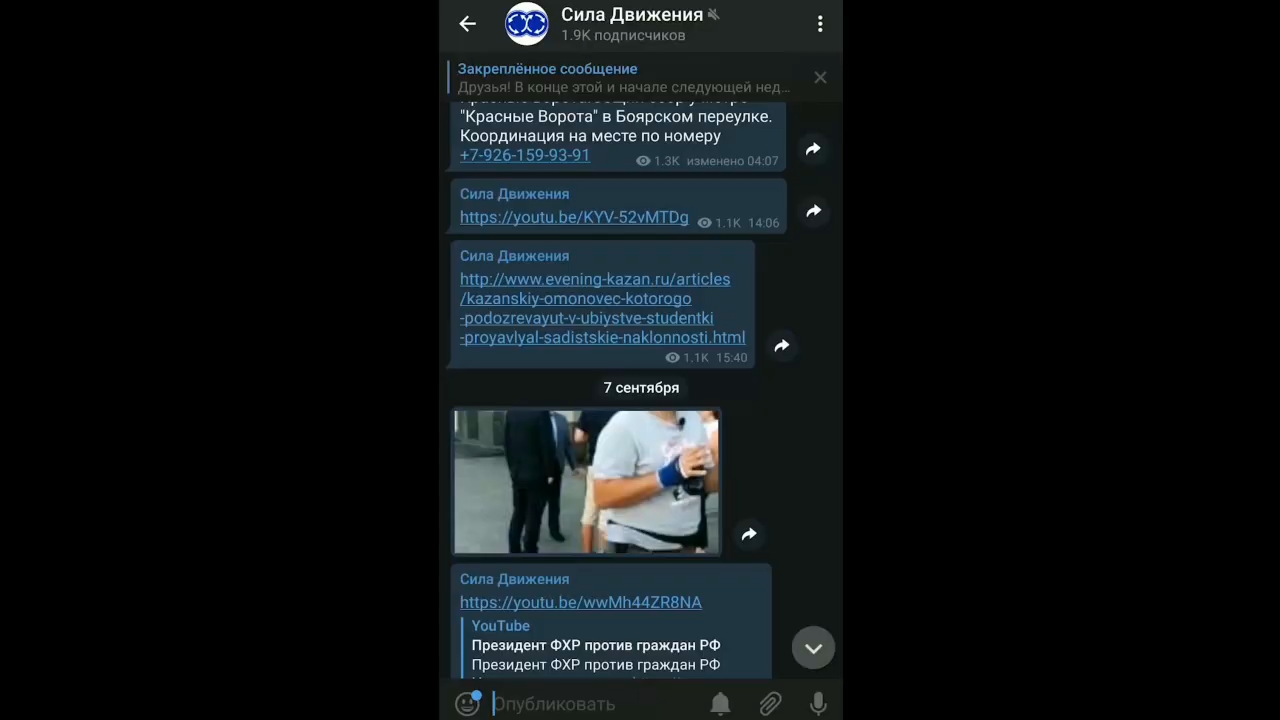 Сила Движения
1.9K подписчиков
Закреплённое сообщение
Друзья! В конце этой и начале следующей нед...
"Красные Ворота" в Боярском переулке.
Координация на месте по номеру
+7-926-159-93-91
1.3K изменено 04:07
Сила Движения
https://youtu.be/KYV-52vMTDg
1.1K 14:06
Сила Движения
http://www.evening-kazan.ru/articles
/kazanskiy-omonovec-kotorogo
-podozrevayut-v-ubiystve-studentki
-proyavlyal-sadistskie-naklonnosti.html
1.1K 15:40
7 сентября
Сила Движения
https://youtu.be/wwMh44ZR8NA
YouTube
Президент ФХР против граждан РФ
Президент ФХР против граждан РФ
Опубликовать